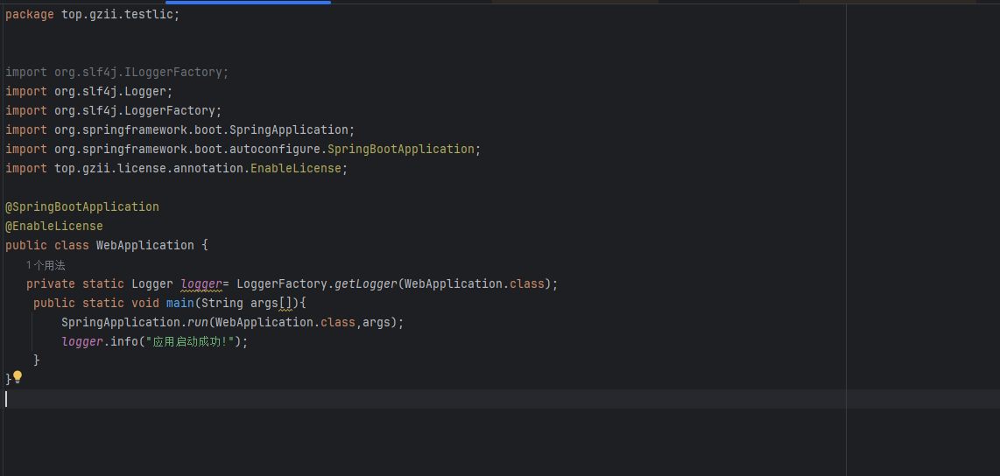 package top.gzii.testlic;
import org.slf4j.ILoggerFactory;
import org.slf4j.Logger;
import org.slf4j.LoggerFactory;
import org.springframework.boot.SpringApplication;
import org.springframework.boot.autoconfigure.SpringBootApplication;
import top.gzii.license.annotation.EnableLicense;
@SpringBootApplication
@EnableLicense
public class WebApplication {
1个用法
private static Logger logger= LoggerFactory.getLogger(WebApplication.class);
public static void main(String args[]){
SpringApplication.run(WebApplication.class,args);
logger.info("应用启动成功!");
}
}